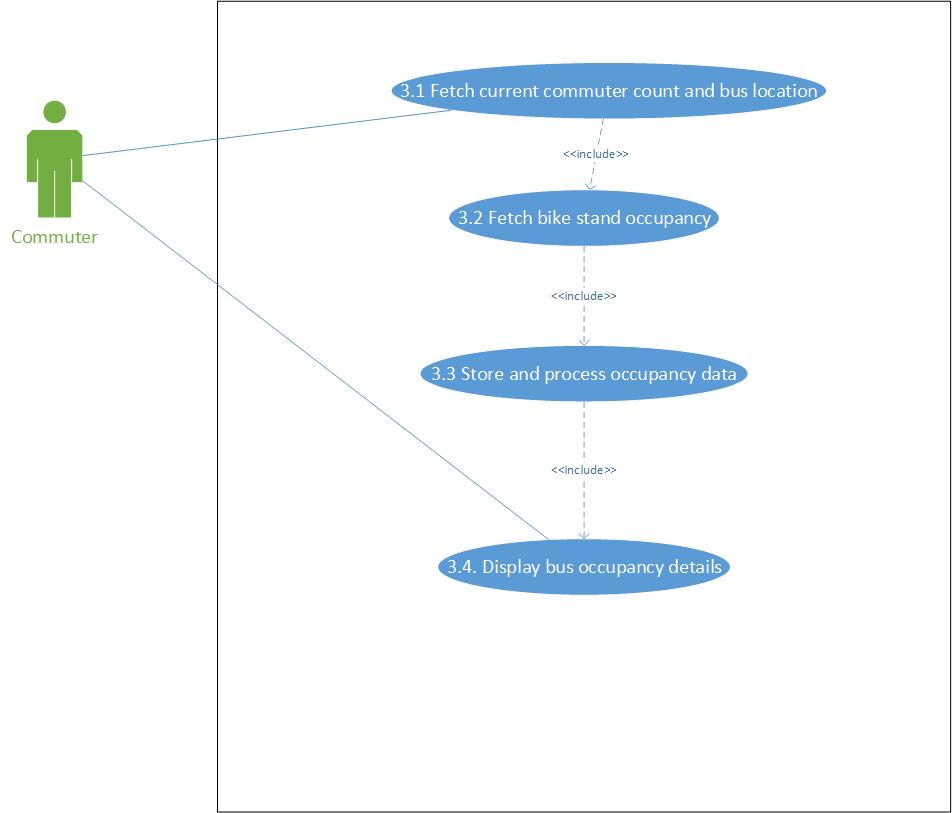 3.1 Fetch current commuter count and bus location
<<include>>
3.2 Fetch bike stand occupancy
Commuter
<<include>>
3.3 Store and process occupancy data
<<include>>
3.4. Display bus occupancy details